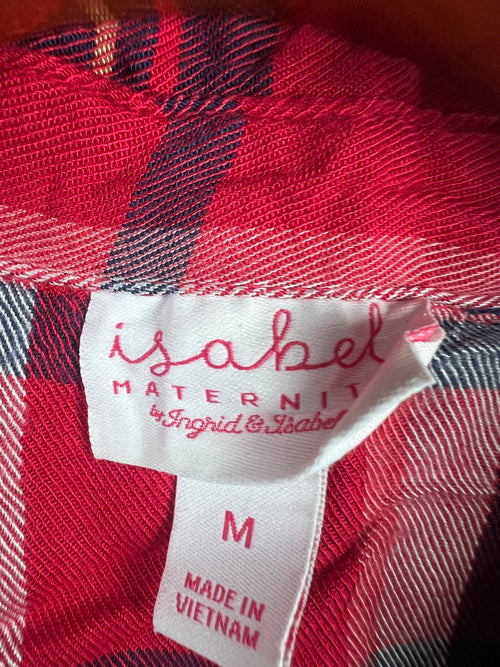 isabel
MATERNIT
by Ingrid & Isabel
M
MADE IN
VIETNAM